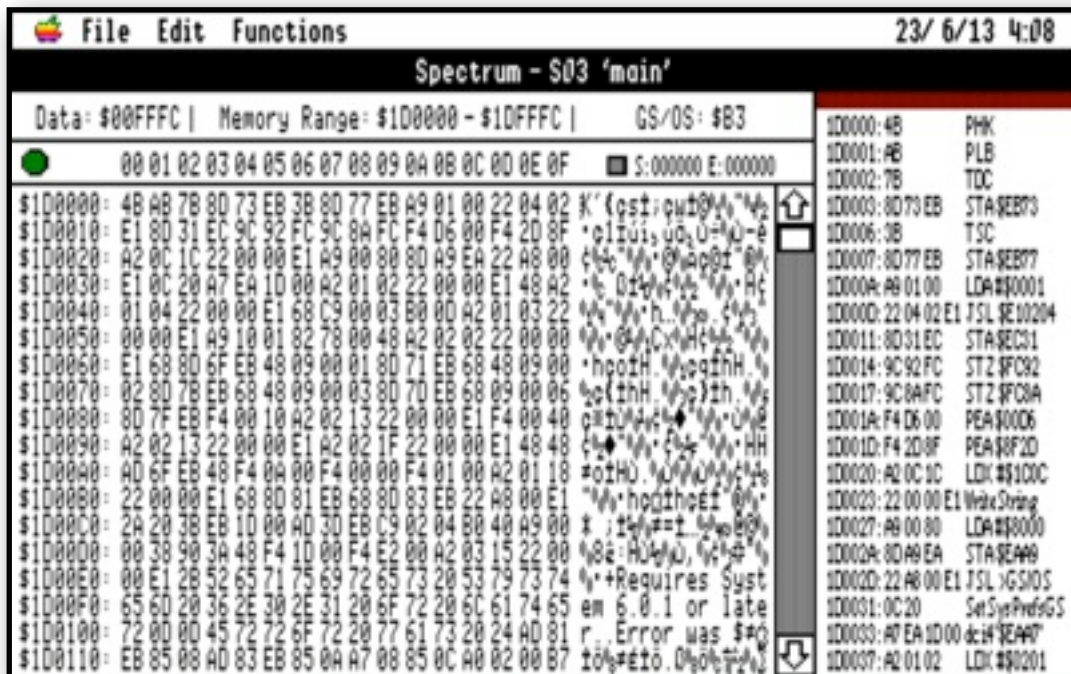 File Edit Functions 23/ 6/13 4:08
Spectrum - S03 'main'
Data: $00FFFC | Memory Range: $1D0000 - $1DFFFC | GS/OS: $B3
00 01 02 03 04 05 06 07 08 09 0A 0B 0C 0D 0E 0F S:000000 E:000000
$1D0000: 4B AB 7B 8D 73 EB 3B 8D 77 EB A9 01 00 22 04 02
$1D0010: E1 8D 31 EC 9C 92 FC 9C 8A FC F4 D6 00 F4 2D 8F
$1D0020: A2 0C 1C 22 00 00 E1 A9 00 80 8D A9 EA 22 A8 00
$1D0030: E1 0C 20 A7 EA 1D 00 A2 01 02 22 00 00 E1 48 A2
$1D0040: 01 04 22 00 00 E1 68 C9 00 03 B0 0D A2 01 03 22
$1D0050: 00 00 E1 A9 10 01 82 78 00 48 A2 02 02 22 00 00
$1D0060: E1 68 8D 6F EB 48 09 00 01 8D 71 EB 68 48 09 00
$1D0070: 02 8D 7B EB 68 48 09 00 03 8D 7D EB 68 09 00 06
$1D0080: 8D 7F EB F4 00 10 A2 02 13 22 00 00 E1 F4 00 40
$1D0090: A2 02 13 22 00 00 E1 A2 02 1F 22 00 00 E1 48 48
$1D00A0: AD 6F EB 48 F4 0A 00 F4 00 00 F4 01 00 A2 01 18
$1D00B0: 22 00 00 E1 68 8D 81 EB 68 8D 83 EB 22 A8 00 E1
$1D00C0: 2A 20 3B EB 1D 00 AD 3D EB C9 02 04 B0 40 A9 00
$1D00D0: 00 38 90 3A 48 F4 1D 00 F4 E2 00 A2 03 15 22 00
$1D00E0: 00 E1 2B 52 65 71 75 69 72 65 73 20 53 79 73 74 +Requires Syst
$1D00F0: 65 6D 20 36 2E 30 2E 31 20 6F 72 20 6C 61 74 65 em 6.0.1 or late
$1D0100: 72 0D 0D 45 72 72 6F 72 20 77 61 73 20 24 AD 81 r..Error was $
$1D0110: EB 85 08 AD 83 EB 85 0A A7 08 85 0C A0 02 00 B7
1D0000: 4B PHK
1D0001: AB PLB
1D0002: 7B TDC
1D0003: 8D 73 EB STA $EB73
1D0006: 3B TSC
1D0007: 8D 77 EB STA $EB77
1D000A: A9 01 00 LDA #$0001
1D000D: 22 04 02 E1 JSL $E10204
1D0011: 8D 31 EC STA $EC31
1D0014: 9C 92 FC STZ $FC92
1D0017: 9C 8A FC STZ $FC8A
1D001A: F4 D6 00 PEA $00D6
1D001D: F4 2D 8F PEA $8F2D
1D0020: A2 0C 1C LDX #$1C0C
1D0023: 22 00 00 E1 WriteString
1D0027: A9 00 80 LDA #$8000
1D002A: 8D A9 EA STA $EAA9
1D002D: 22 A8 00 E1 JSL >GS/OS
1D0031: 0C 20 SetSysPrefsGS
1D0033: A7 EA 1D 00 dc i4'$EAA7'
1D0037: A2 01 02 LDX #$0201